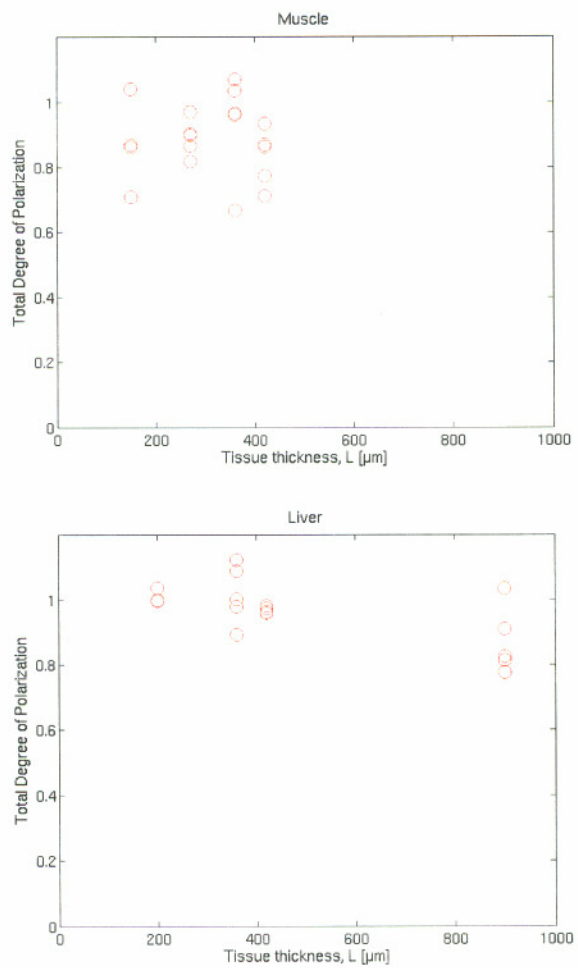 Muscle
Total Degree of Polarization
1
0.8
0.6
0.4
0.2
0
0 200 400 600 800 1000
Tissue thickness, L [µm]
Liver
Total Degree of Polarization
1
0.8
0.6
0.4
0.2
0
0 200 400 600 800 1000
Tissue thickness, L [µm]